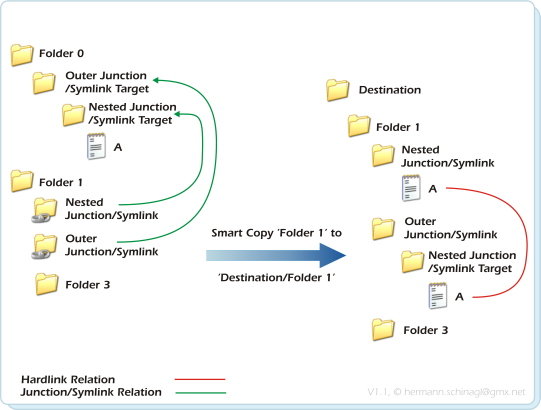 Folder 0
Outer Junction
/Symlink Target
Nested Junction
/Symlink Target
A
Folder 1
Nested
Junction/Symlink
Outer
Junction/Symlink
Folder 3
Smart Copy 'Folder 1' to
'Destination/Folder 1'
Destination
Folder 1
Nested
Junction/Symlink
A
Outer
Junction/Symlink
Nested Junction
/Symlink Target
A
Folder 3
Hardlink Relation
Junction/Symlink Relation
V1.1, © hermann.schinagl@gmx.net